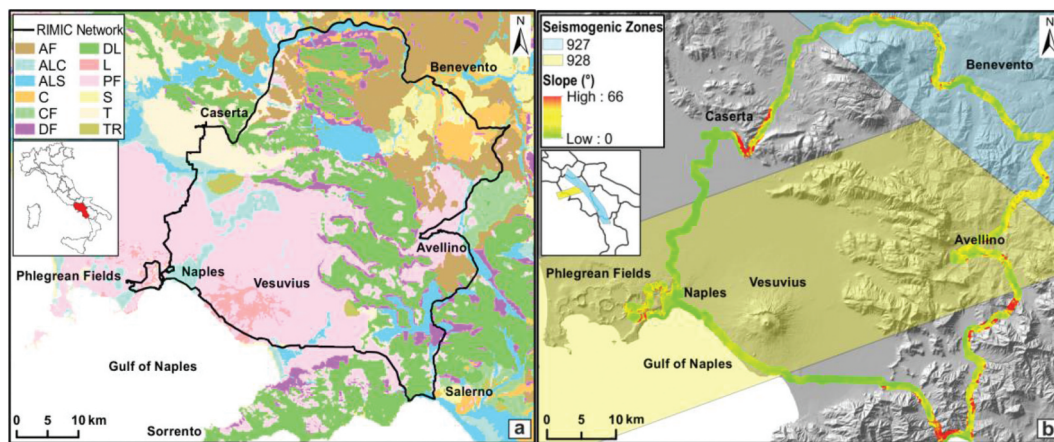 RIMIC Network
AF DL
ALC L
ALS PF
C S
CF T
DF TR
N
Benevento
Caserta
Avellino
Phlegrean Fields
Naples
Vesuvius
Gulf of Naples
Salerno
Sorrento
0 5 10 km
a
Seismogenic Zones
927
928
Slope (°)
High : 66
Low : 0
N
Benevento
Caserta
Avellino
Phlegrean Fields
Vesuvius
Naples
Gulf of Naples
0 5 10 km
b